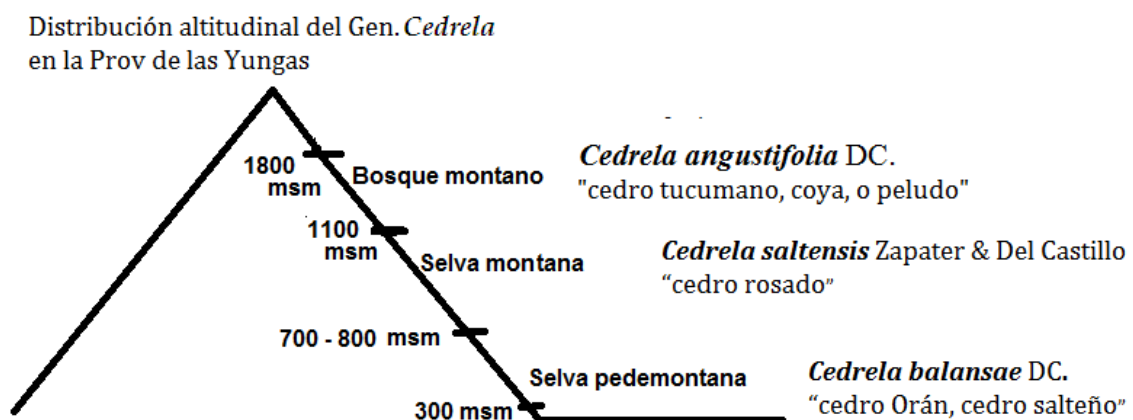 Distribución altitudinal del Gen. Cedrela
en la Prov de las Yungas
1800
msm
Bosque montano
Cedrela angustifolia DC.
"cedro tucumano, coya, o peludo"
1100
msm
Selva montana
Cedrela saltensis Zapater & Del Castillo
“cedro rosado”
700 - 800 msm
Selva pedemontana
Cedrela balansae DC.
“cedro Orán, cedro salteño”
300 msm